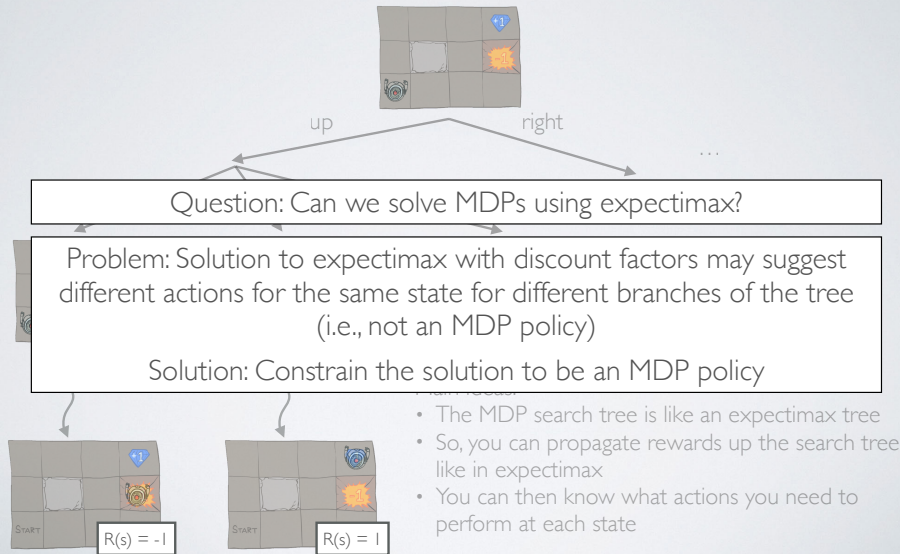 +1
-1
up
right
...
Question: Can we solve MDPs using expectimax?
Problem: Solution to expectimax with discount factors may suggest
different actions for the same state for different branches of the tree
(i.e., not an MDP policy)
Solution: Constrain the solution to be an MDP policy
• The MDP search tree is like an expectimax tree
• So, you can propagate rewards up the search tree
like in expectimax
• You can then know what actions you need to
perform at each state
+1
START
R(s) = -1
-1
START
R(s) = 1